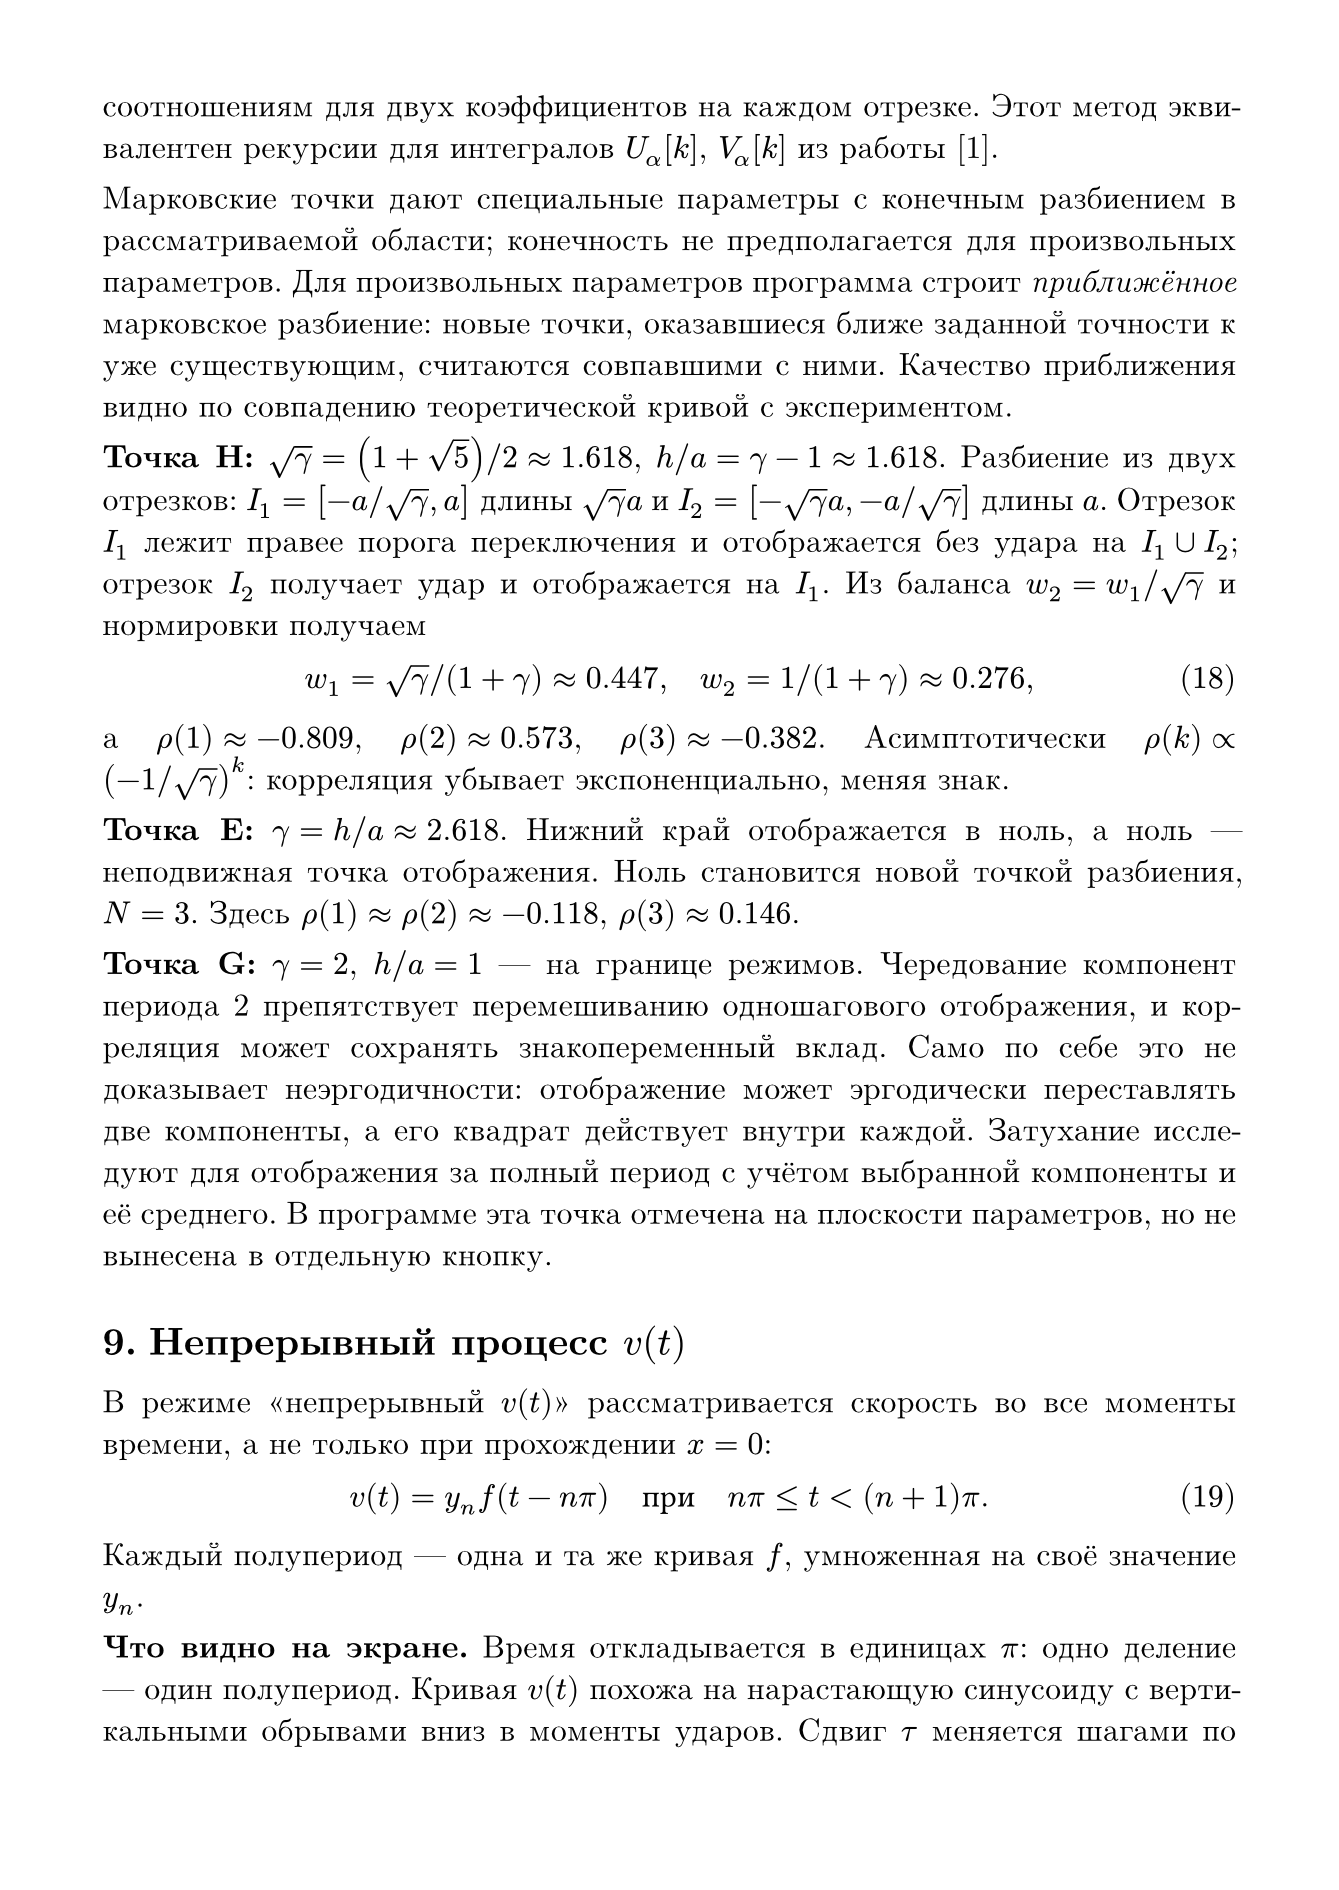 соотношениям для двух коэффициентов на каждом отрезке. Этот метод экви-
валентен рекурсии для интегралов U_α[k], V_α[k] из работы [1].
Марковские точки дают специальные параметры с конечным разбиением в
рассматриваемой области; конечность не предполагается для произвольных
параметров. Для произвольных параметров программа строит приближённое
марковское разбиение: новые точки, оказавшиеся ближе заданной точности к
уже существующим, считаются совпавшими с ними. Качество приближения
видно по совпадению теоретической кривой с экспериментом.
Точка H: √γ = (1 + √5)/2 ≈ 1.618, h/a = γ − 1 ≈ 1.618. Разбиение из двух
отрезков: I₁ = [−a/√γ, a] длины √γa и I₂ = [−√γa, −a/√γ] длины a. Отрезок
I₁ лежит правее порога переключения и отображается без удара на I₁ ∪ I₂;
отрезок I₂ получает удар и отображается на I₁. Из баланса w₂ = w₁/√γ и
нормировки получаем
w₁ = √γ/(1 + γ) ≈ 0.447, w₂ = 1/(1 + γ) ≈ 0.276, (18)
а ρ(1) ≈ −0.809, ρ(2) ≈ 0.573, ρ(3) ≈ −0.382. Асимптотически ρ(k) ∝
(−1/√γ)^k: корреляция убывает экспоненциально, меняя знак.
Точка E: γ = h/a ≈ 2.618. Нижний край отображается в ноль, а ноль —
неподвижная точка отображения. Ноль становится новой точкой разбиения,
N = 3. Здесь ρ(1) ≈ ρ(2) ≈ −0.118, ρ(3) ≈ 0.146.
Точка G: γ = 2, h/a = 1 — на границе режимов. Чередование компонент
периода 2 препятствует перемешиванию одношагового отображения, и кор-
реляция может сохранять знакопеременный вклад. Само по себе это не
доказывает неэргодичности: отображение может эргодически переставлять
две компоненты, а его квадрат действует внутри каждой. Затухание иссле-
дуют для отображения за полный период с учётом выбранной компоненты и
её среднего. В программе эта точка отмечена на плоскости параметров, но не
вынесена в отдельную кнопку.
9. Непрерывный процесс v(t)
В режиме «непрерывный v(t)» рассматривается скорость во все моменты
времени, а не только при прохождении x = 0:
v(t) = yₙf(t − nπ) при nπ ≤ t < (n + 1)π. (19)
Каждый полупериод — одна и та же кривая f, умноженная на своё значение
yₙ.
Что видно на экране. Время откладывается в единицах π: одно деление
— один полупериод. Кривая v(t) похожа на нарастающую синусоиду с верти-
кальными обрывами вниз в моменты ударов. Сдвиг τ меняется шагами по